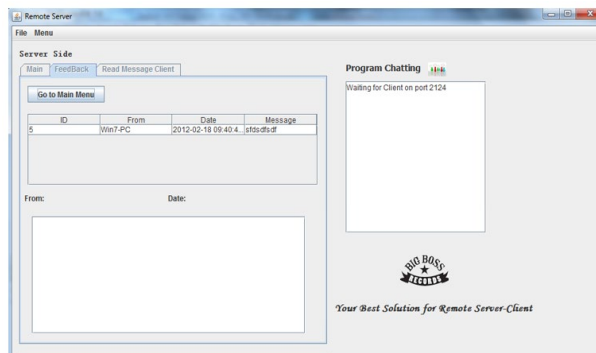 Remote Server
File Menu
Server Side
Main FeedBack Read Message Client
Go to Main Menu
ID From Date Message
5 Win7-PC 2012-02-18 09:40:4... sfdsdfsdf
From: Date:
Program Chatting
Waiting for Client on port 2124
BIG BOSS
RECORDS
Your Best Solution for Remote Server-Client